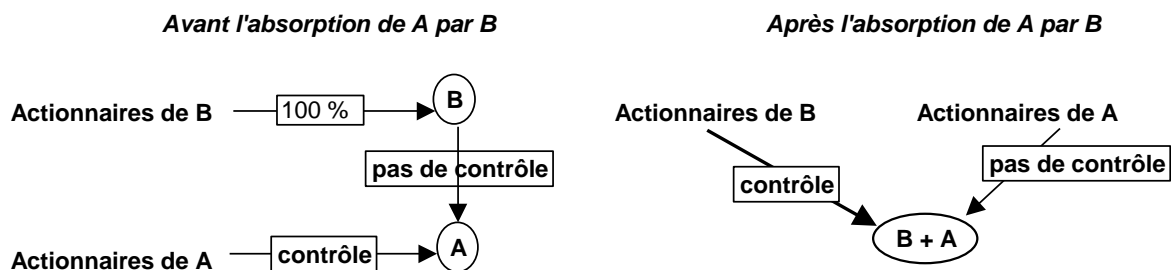 Avant l'absorption de A par B
Actionnaires de B
100 %
B
pas de contrôle
Actionnaires de A
contrôle
A
Après l'absorption de A par B
Actionnaires de B
Actionnaires de A
contrôle
pas de contrôle
B + A